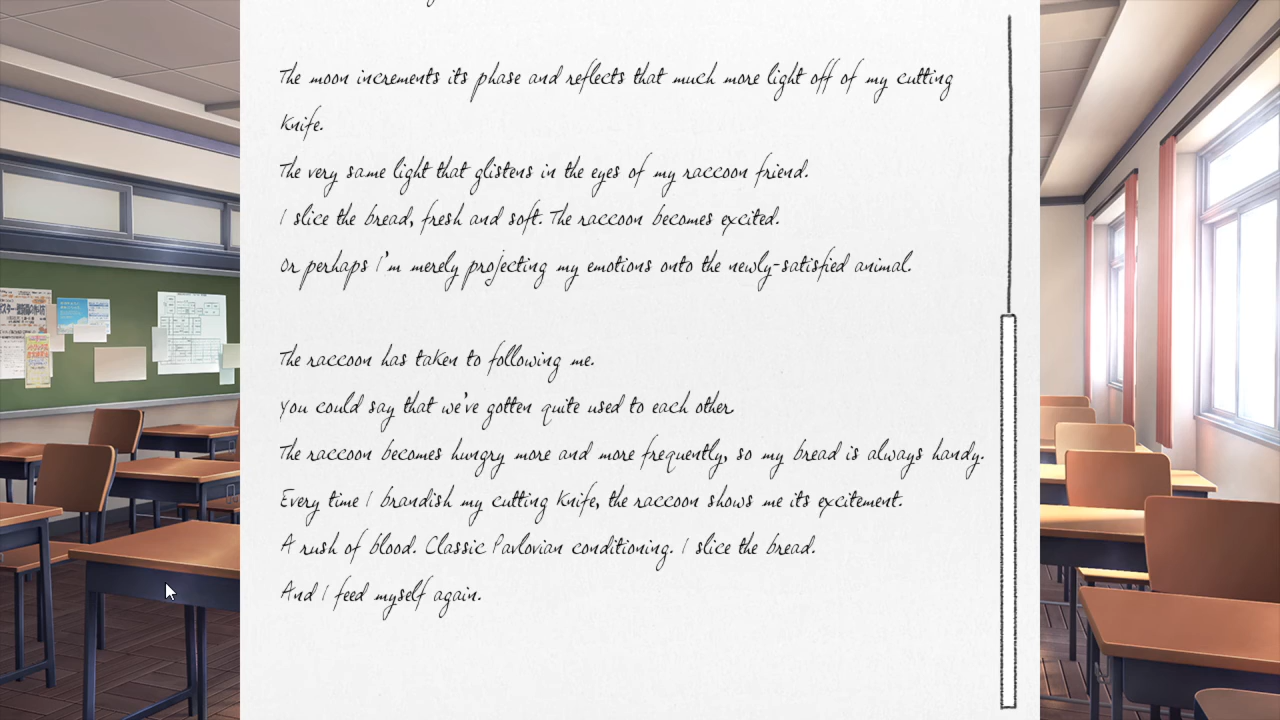 The moon increments its phase and reflects that much more light off of my cutting
knife.
The very same light that glistens in the eyes of my raccoon friend.
I slice the bread, fresh and soft. The raccoon becomes excited.
Or perhaps I'm merely projecting my emotions onto the newly-satisfied animal.
The raccoon has taken to following me.
You could say that we've gotten quite used to each other
The raccoon becomes hungry more and more frequently, so my bread is always handy.
Every time I brandish my cutting knife, the raccoon shows me its excitement.
A rush of blood. Classic Pavlovian conditioning. I slice the bread.
And I feed myself again.